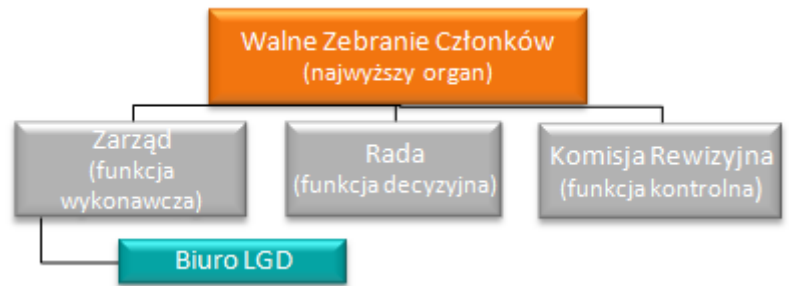 Walne Zebranie Członków
(najwyższy organ)
Zarząd
(funkcja
wykonawcza)
Rada
(funkcja decyzyjna)
Komisja Rewizyjna
(funkcja kontrolna)
Biuro LGD